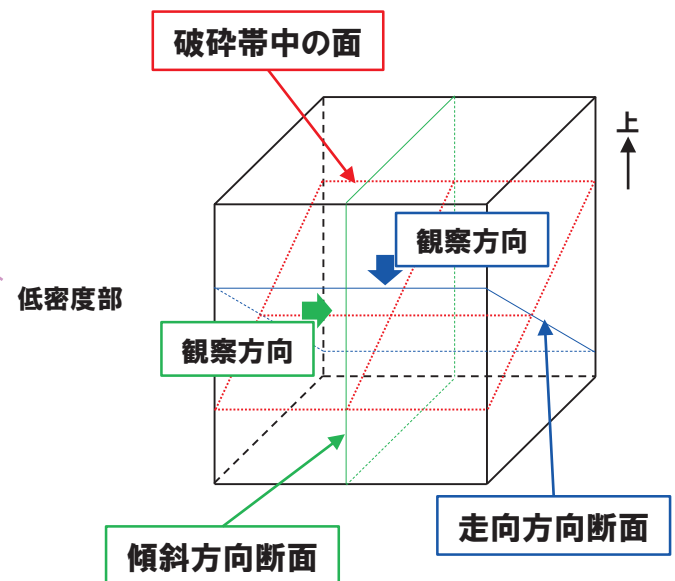 破砕帯中の面
上
観察方向
低密度部
観察方向
走向方向断面
傾斜方向断面